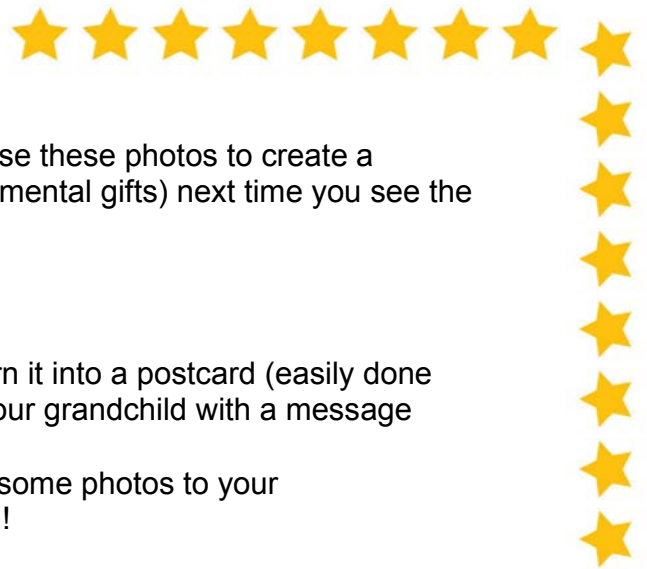 se these photos to create a
mental gifts) next time you see the
rn it into a postcard (easily done
our grandchild with a message
some photos to your
!